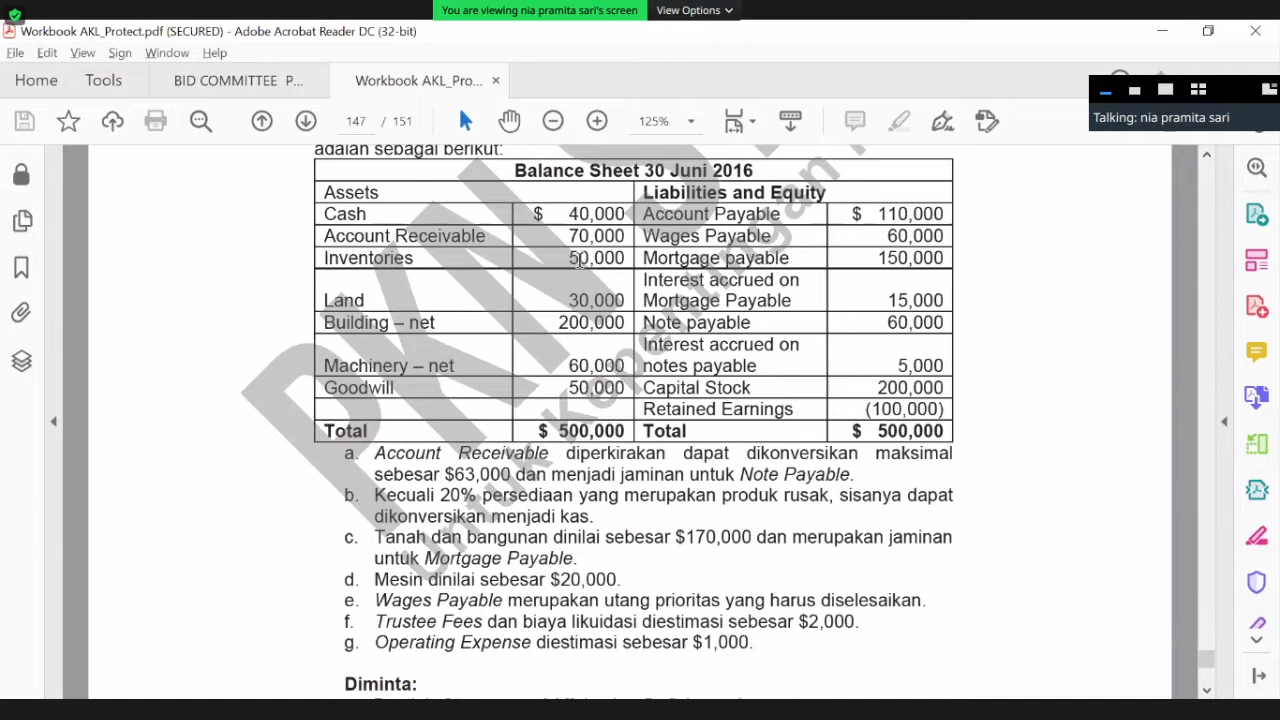 You are viewing nia pramita sari's screen View Options
Workbook AKL_Protect.pdf (SECURED) - Adobe Acrobat Reader DC (32-bit)
File Edit View Sign Window Help
Home Tools BID COMMITTEE P... Workbook AKL_Pro... ×
147 / 151 125%
Talking: nia pramita sari
adalah sebagai berikut:
Balance Sheet 30 Juni 2016
Assets Liabilities and Equity
Cash $ 40,000 Account Payable $ 110,000
Account Receivable 70,000 Wages Payable 60,000
Inventories 50,000 Mortgage payable 150,000
Interest accrued on
Land 30,000 Mortgage Payable 15,000
Building – net 200,000 Note payable 60,000
Interest accrued on
Machinery – net 60,000 notes payable 5,000
Goodwill 50,000 Capital Stock 200,000
Retained Earnings (100,000)
Total $ 500,000 Total $ 500,000
a. Account Receivable diperkirakan dapat dikonversikan maksimal
sebesar $63,000 dan menjadi jaminan untuk Note Payable.
b. Kecuali 20% persediaan yang merupakan produk rusak, sisanya dapat
dikonversikan menjadi kas.
c. Tanah dan bangunan dinilai sebesar $170,000 dan merupakan jaminan
untuk Mortgage Payable.
d. Mesin dinilai sebesar $20,000.
e. Wages Payable merupakan utang prioritas yang harus diselesaikan.
f. Trustee Fees dan biaya likuidasi diestimasi sebesar $2,000.
g. Operating Expense diestimasi sebesar $1,000.
Diminta:
PKN S
Untuk Kepentingan